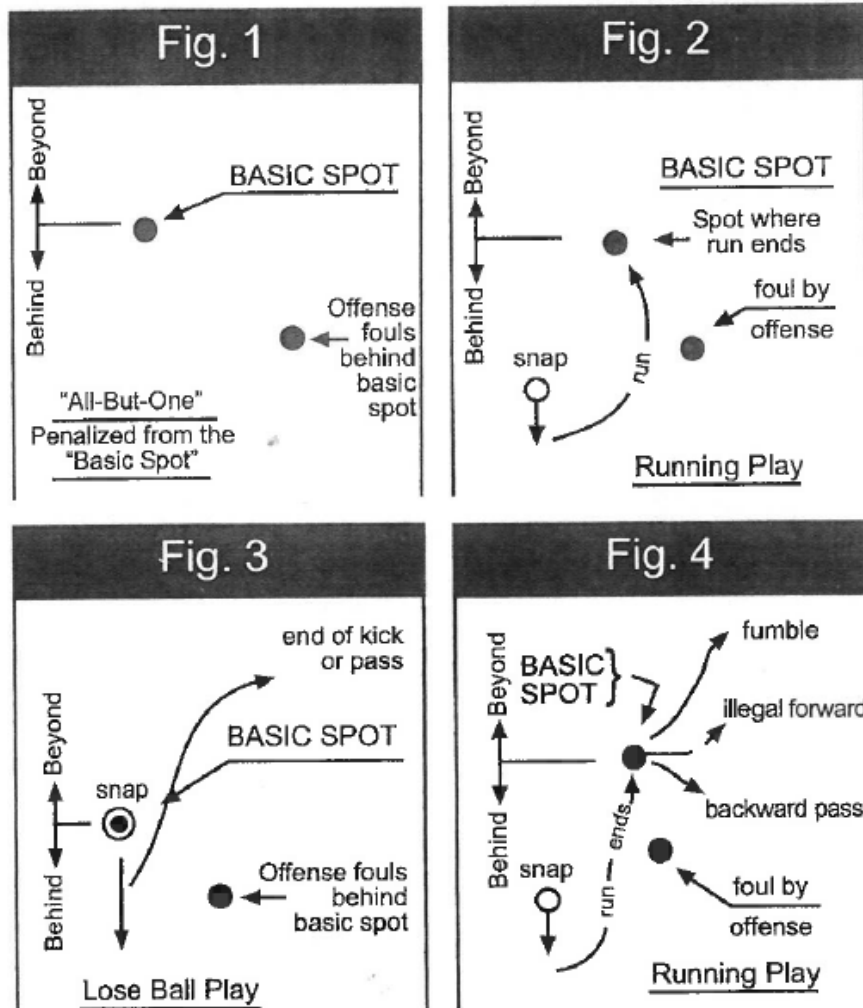 Fig. 1
Beyond
Behind
BASIC SPOT
Offense
fouls
behind
basic
spot
"All-But-One"
Penalized from the
"Basic Spot"
Fig. 2
Beyond
Behind
BASIC SPOT
Spot where
run ends
foul by
offense
snap
run
Running Play
Fig. 3
end of kick
or pass
Beyond
Behind
BASIC SPOT
snap
Offense fouls
behind
basic spot
Lose Ball Play
Fig. 4
fumble
BASIC
SPOT
illegal forward
Beyond
Behind
backward pass
run ends
snap
foul by
offense
Running Play